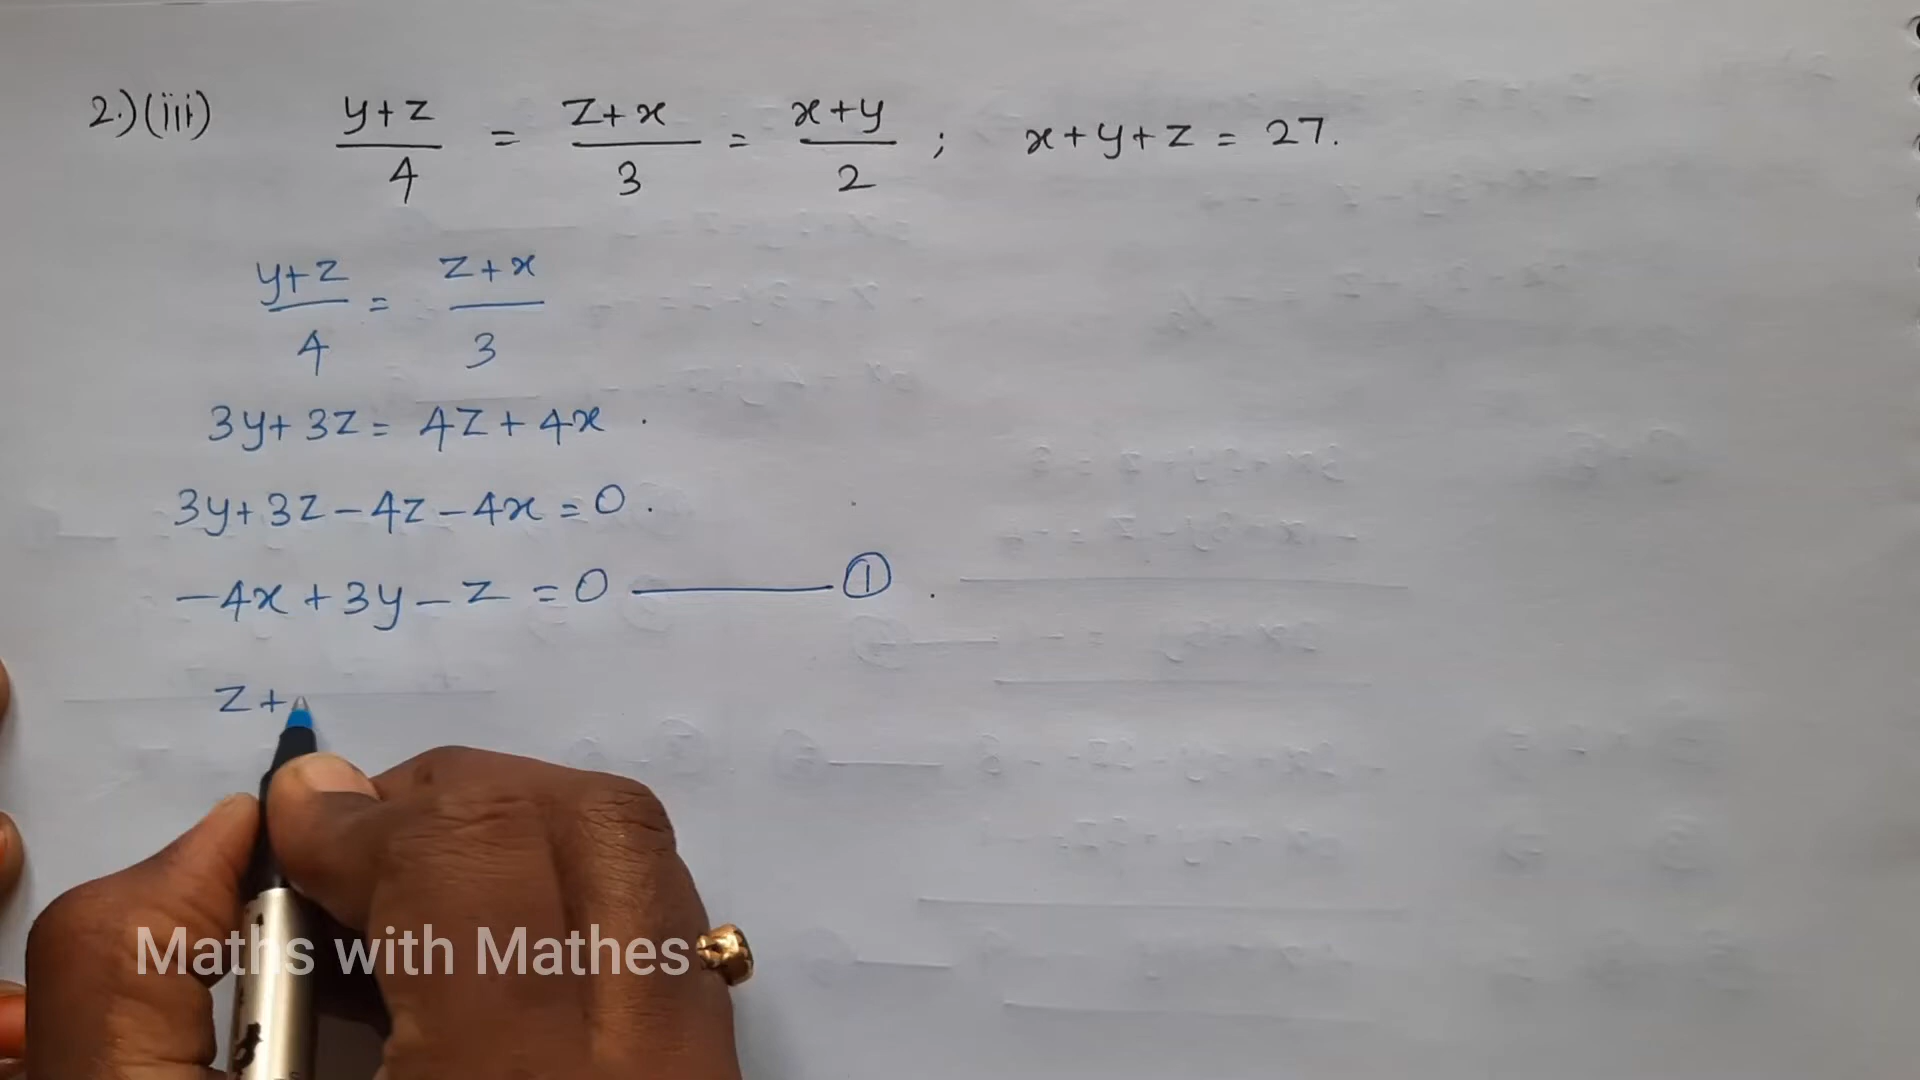 2.)(iii) y+z/4 = z+x/3 = x+y/2 ; x+y+z = 27.
y+z/4 = z+x/3
3y+3z = 4z+4x.
3y+3z-4z-4x=0.
-4x+3y-z=0 ——— ①.
z+
Maths with Mathes